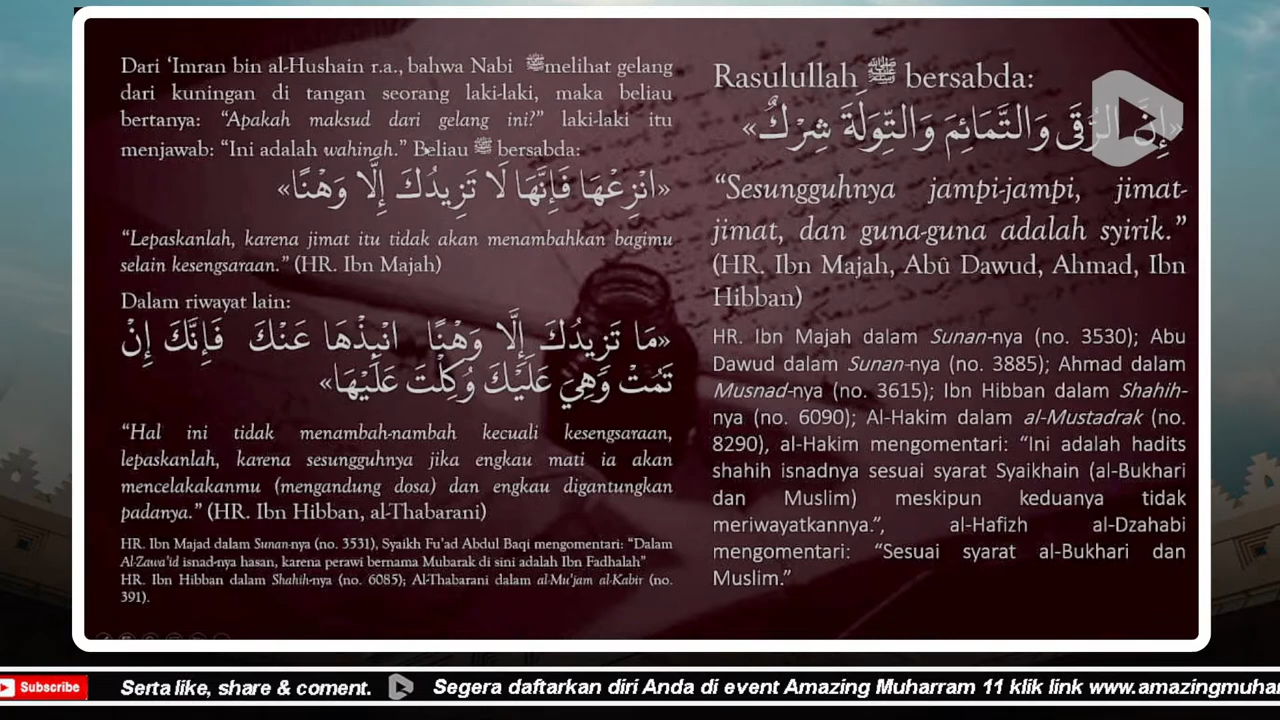 Dari ‘Imran bin al-Hushain r.a., bahwa Nabi ﷺ melihat gelang
dari kuningan di tangan seorang laki-laki, maka beliau
bertanya: “Apakah maksud dari gelang ini?” laki-laki itu
menjawab: “Ini adalah wahinah.” Beliau ﷺ bersabda:
«انْزِعْهَا فَإِنَّهَا لَا تَزِيدُكَ إِلَّا وَهْنًا»
“Lepaskanlah, karena jimat itu tidak akan menambahkan bagimu
selain kesengsaraan.” (HR. Ibn Majah)
Dalam riwayat lain:
«مَا تَزِيدُكَ إِلَّا وَهْنًا انْبِذْهَا عَنْكَ فَإِنَّكَ إِنْ
تَمُتْ وَهِيَ عَلَيْكَ وُكِلْتَ عَلَيْهَا»
“Hal ini tidak menambah-nambah kecuali kesengsaraan,
lepaskanlah, karena sesungguhnya jika engkau mati ia akan
mencelakakanmu (mengandung dosa) dan engkau digantungkan
padanya.” (HR. Ibn Hibban, al-Thabarani)
HR. Ibn Majad dalam Sunan-nya (no. 3531), Syaikh Fu’ad Abdul Baqi mengomentari: “Dalam
Al-Zawa’id isnad-nya hasan, karena perawi bernama Mubarak di sini adalah Ibn Fadhalah”
HR. Ibn Hibban dalam Shahih-nya (no. 6085); Al-Thabarani dalam al-Mu’jam al-Kabir (no.
391).
Rasulullah ﷺ bersabda:
«إِنَّ الرُّقَى وَالتَّمَائِمَ وَالتِّوَلَةَ شِرْكٌ»
“Sesungguhnya jampi-jampi, jimat-
jimat, dan guna-guna adalah syirik.”
(HR. Ibn Majah, Abû Dawud, Ahmad, Ibn
Hibban)
HR. Ibn Majah dalam Sunan-nya (no. 3530); Abu
Dawud dalam Sunan-nya (no. 3885); Ahmad dalam
Musnad-nya (no. 3615); Ibn Hibban dalam Shahih-
nya (no. 6090); Al-Hakim dalam al-Mustadrak (no.
8290), al-Hakim mengomentari: “Ini adalah hadits
shahih isnadnya sesuai syarat Syaikhain (al-Bukhari
dan Muslim) meskipun keduanya tidak
meriwayatkannya.”, al-Hafizh al-Dzahabi
mengomentari: “Sesuai syarat al-Bukhari dan
Muslim.”
Subscribe Serta like, share & coment. Segera daftarkan diri Anda di event Amazing Muharram 11 klik link www.amazingmuhar